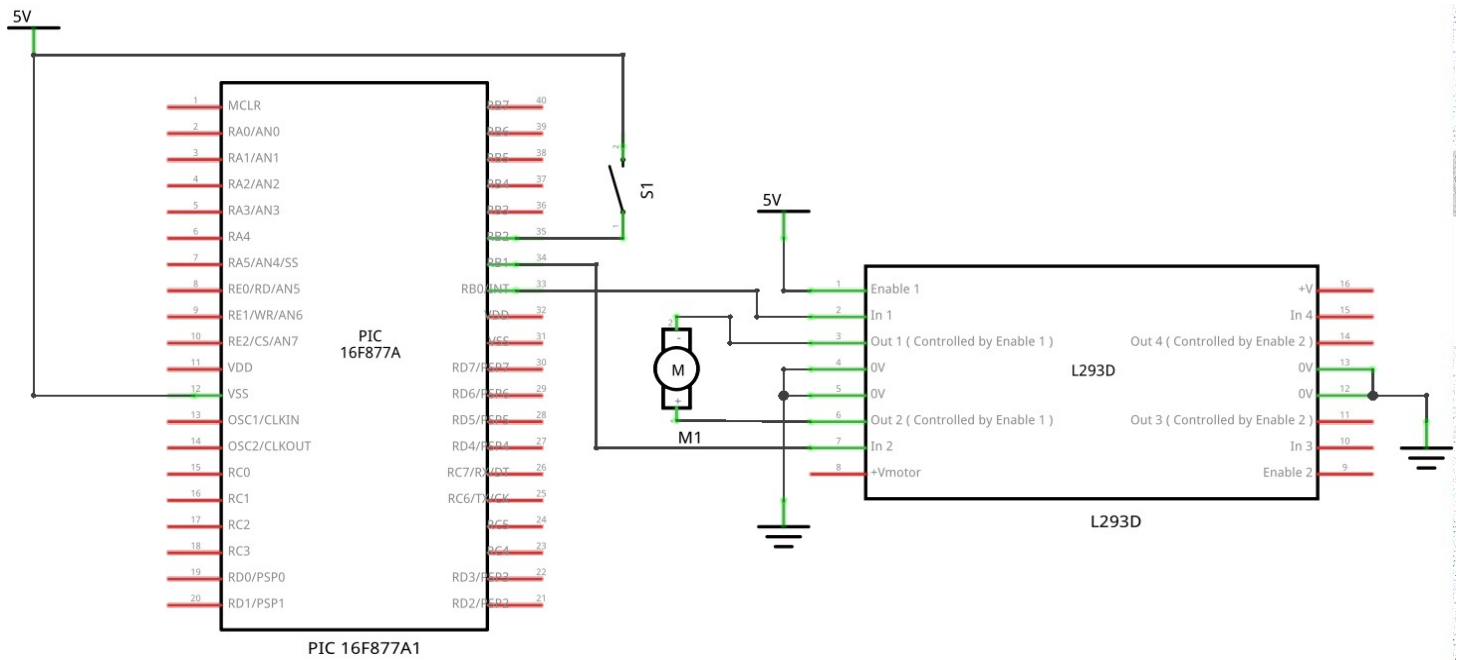 5V
PIC
16F877A
PIC 16F877A1
1 MCLR
2 RA0/AN0
3 RA1/AN1
4 RA2/AN2
5 RA3/AN3
6 RA4
7 RA5/AN4/SS
8 RE0/RD/AN5
9 RE1/WR/AN6
10 RE2/CS/AN7
11 VDD
12 VSS
13 OSC1/CLKIN
14 OSC2/CLKOUT
15 RC0
16 RC1
17 RC2
18 RC3
19 RD0/PSP0
20 RD1/PSP1
RB7 40
RB6 39
RB5 38
RB4 37
RB3 36
RB2 35
RB1 34
RB0/INT 33
VDD 32
VSS 31
RD7/PSP7 30
RD6/PSP6 29
RD5/PSP5 28
RD4/PSP4 27
RC7/RX/DT 26
RC6/TX/CK 25
RC5 24
RC4 23
RD3/PSP3 22
RD2/PSP2 21
2
S1
1
2
-
M
+
M1
5V
1 Enable 1
2 In 1
3 Out 1 ( Controlled by Enable 1 )
4 0V
5 0V
6 Out 2 ( Controlled by Enable 1 )
7 In 2
8 +Vmotor
L293D
+V 16
In 4 15
Out 4 ( Controlled by Enable 2 ) 14
0V 13
0V 12
Out 3 ( Controlled by Enable 2 ) 11
In 3 10
Enable 2 9
L293D